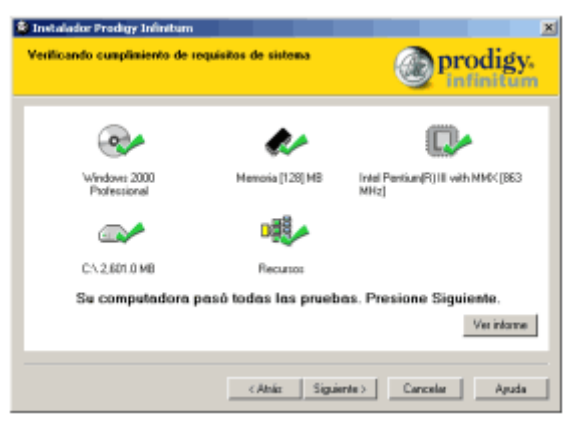 Instalador Prodigy Infinitum
Verificando cumplimiento de requisitos de sistema
prodigy.
infinitum
Windows 2000
Professional
Memoria [128] MB
Intel Pentium(R) III with MMX [863
MHz]
C:\ 2,601.0 MB
Recursos
Su computadora pasó todas las pruebas. Presione Siguiente.
Ver informe
< Atrás
Siguiente >
Cancelar
Ayuda